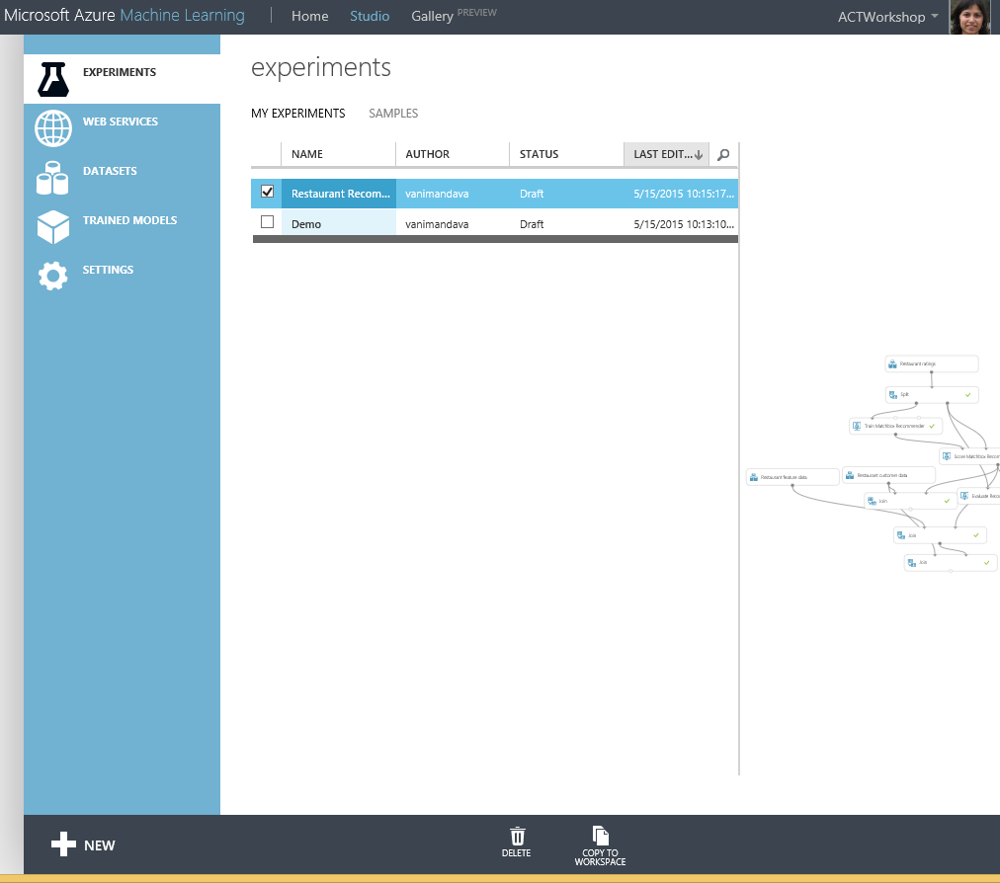 Microsoft Azure Machine Learning Home Studio Gallery PREVIEW ACTWorkshop
EXPERIMENTS
WEB SERVICES
DATASETS
TRAINED MODELS
SETTINGS
experiments
MY EXPERIMENTS SAMPLES
NAME AUTHOR STATUS LAST EDIT...
Restaurant Recom... vanimandava Draft 5/15/2015 10:15:17...
Demo vanimandava Draft 5/15/2015 10:13:10...
Restaurant ratings
Split
Train Matchbox Recommender
Score Matchbox Recom
Restaurant feature data
Restaurant customer data
Evaluate Reco
Join
Join
Join
NEW
DELETE
COPY TO
WORKSPACE